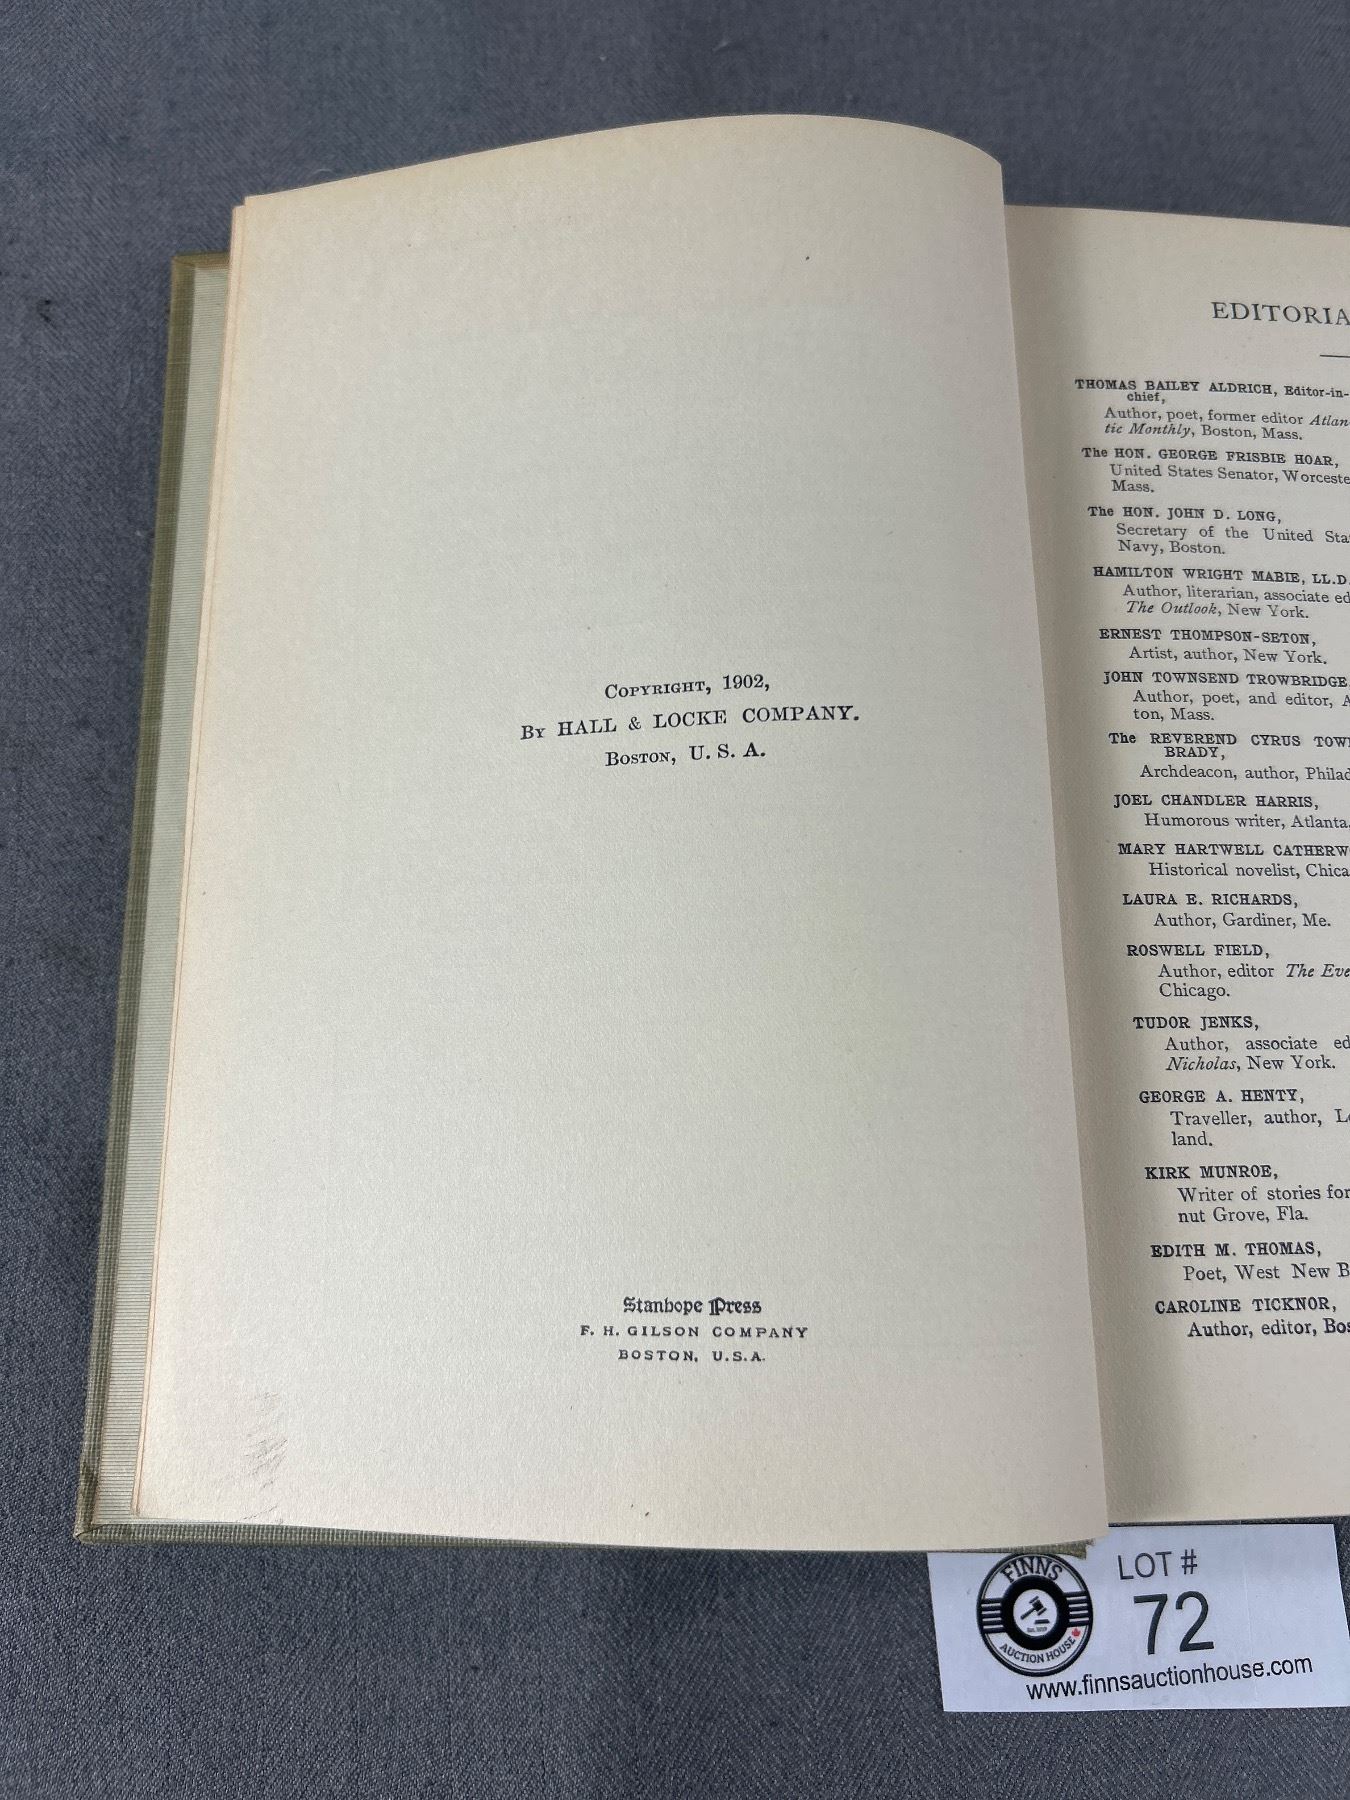 Copyright, 1902,
By HALL & LOCKE COMPANY.
Boston, U. S. A.
Stanhope Press
F. H. GILSON COMPANY
BOSTON, U.S.A.
EDITORIA
THOMAS BAILEY ALDRICH, Editor-in-
chief,
Author, poet, former editor Atlan-
tic Monthly, Boston, Mass.
The HON. GEORGE FRISBIE HOAR,
United States Senator, Worceste
Mass.
The HON. JOHN D. LONG,
Secretary of the United Sta
Navy, Boston.
HAMILTON WRIGHT MABIE, LL.D.
Author, literarian, associate ed
The Outlook, New York.
ERNEST THOMPSON-SETON,
Artist, author, New York.
JOHN TOWNSEND TROWBRIDGE
Author, poet, and editor, A
ton, Mass.
The REVEREND CYRUS TOW
BRADY,
Archdeacon, author, Philad
JOEL CHANDLER HARRIS,
Humorous writer, Atlanta.
MARY HARTWELL CATHERW
Historical novelist, Chica
LAURA E. RICHARDS,
Author, Gardiner, Me.
ROSWELL FIELD,
Author, editor The Eve
Chicago.
TUDOR JENKS,
Author, associate ed
Nicholas, New York.
GEORGE A. HENTY,
Traveller, author, Lo
land.
KIRK MUNROE,
Writer of stories for
nut Grove, Fla.
EDITH M. THOMAS,
Poet, West New B
CAROLINE TICKNOR,
Author, editor, Bos
FINNS
AUCTION HOUSE
LOT #
72
www.finnsauctionhouse.com